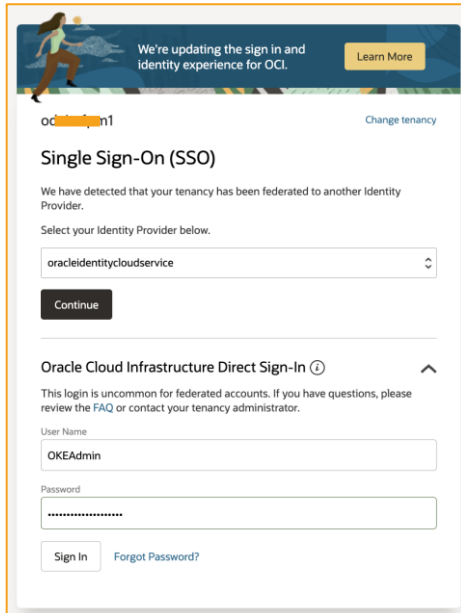 We're updating the sign in and
identity experience for OCI.
Learn More
Change tenancy
Single Sign-On (SSO)
We have detected that your tenancy has been federated to another Identity
Provider.
Select your Identity Provider below.
oracleidentitycloudservice
Continue
Oracle Cloud Infrastructure Direct Sign-In
This login is uncommon for federated accounts. If you have questions, please
review the FAQ or contact your tenancy administrator.
User Name
OKEAdmin
Password
Sign In Forgot Password?